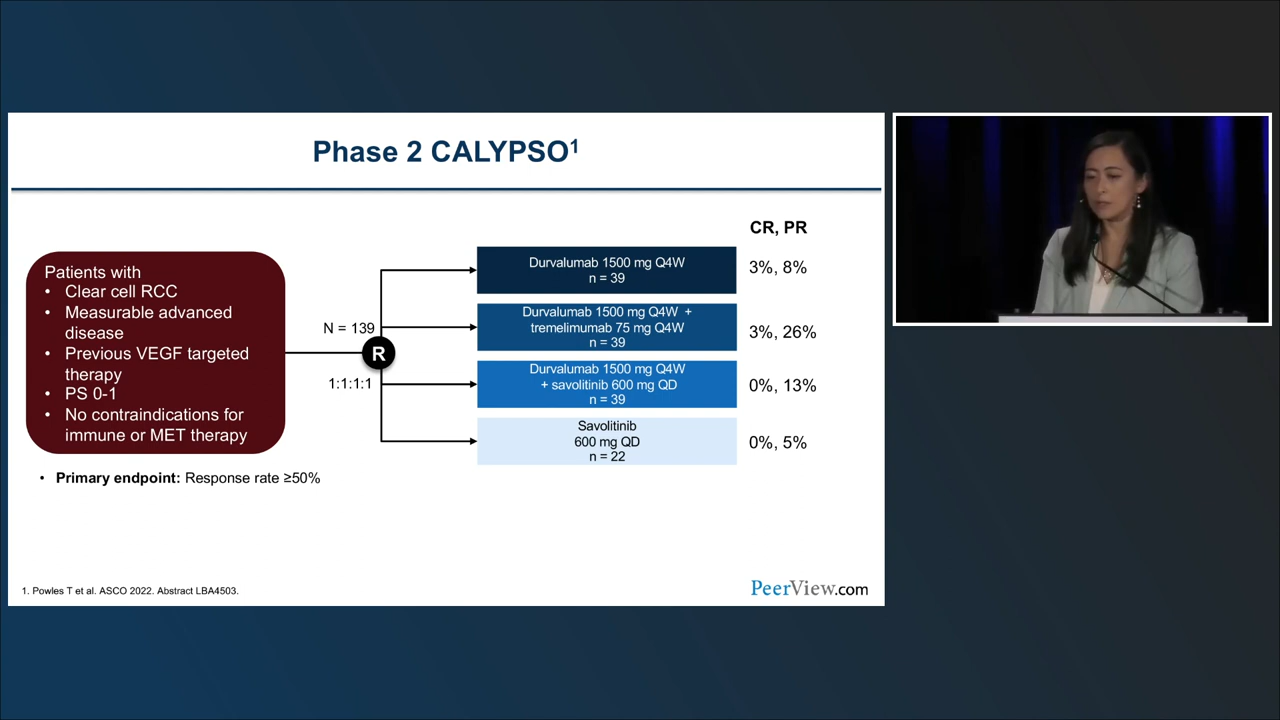 Phase 2 CALYPSO1
CR, PR
Patients with
• Clear cell RCC
• Measurable advanced
disease
• Previous VEGF targeted
therapy
• PS 0-1
• No contraindications for
immune or MET therapy
N = 139
R
1:1:1:1
Durvalumab 1500 mg Q4W
n = 39
3%, 8%
Durvalumab 1500 mg Q4W +
tremelimumab 75 mg Q4W
n = 39
3%, 26%
Durvalumab 1500 mg Q4W
+ savolitinib 600 mg QD
n = 39
0%, 13%
Savolitinib
600 mg QD
n = 22
0%, 5%
• Primary endpoint: Response rate ≥50%
1. Powles T et al. ASCO 2022. Abstract LBA4503.
PeerView.com